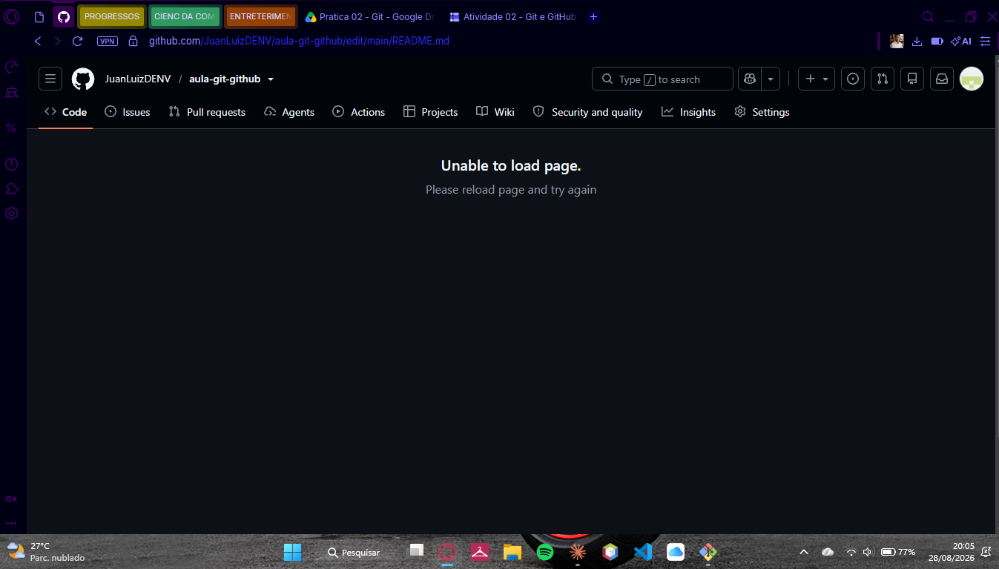 PROGRESSOS CIENC DA COM ENTRETERIMEN Pratica 02 - Git - Google Dr Atividade 02 - Git e GitHub +
VPN github.com/JuanLuizDENV/aula-git-github/edit/main/README.md AI
JuanLuizDENV / aula-git-github Type / to search
Code Issues Pull requests Agents Actions Projects Wiki Security and quality Insights Settings
Unable to load page.
Please reload page and try again
GX
27°C
Parc. nublado
Pesquisar
77%
20:05
28/08/2026